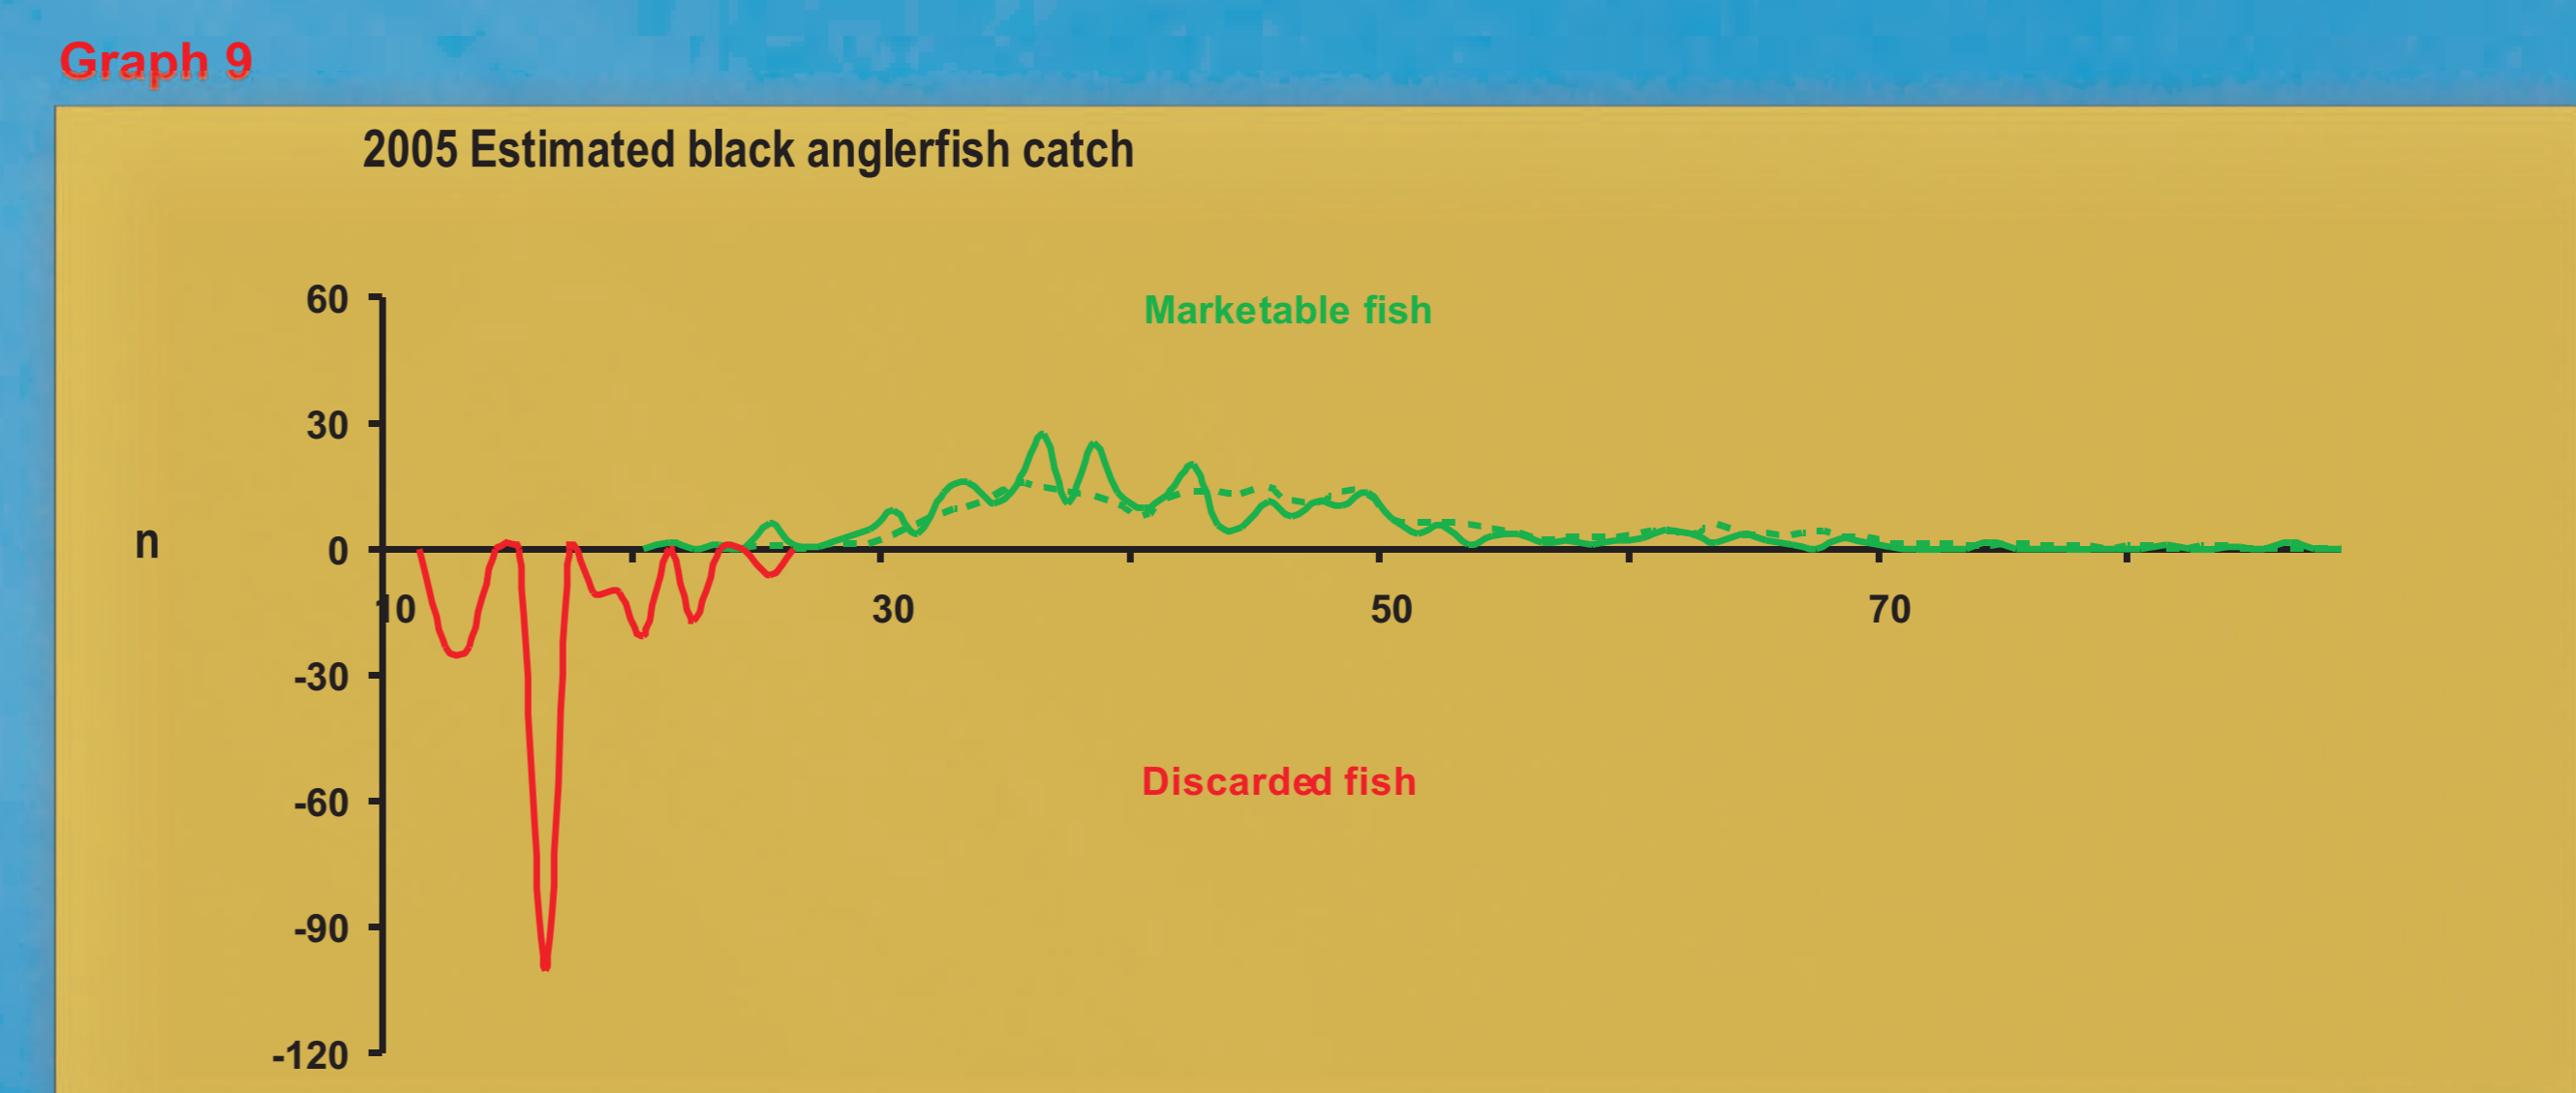 Graph 9
2005 Estimated black anglerfish catch
60
Marketable fish
30
n
0
10 30 50 70
-30
Discarded fish
-60
-90
-120